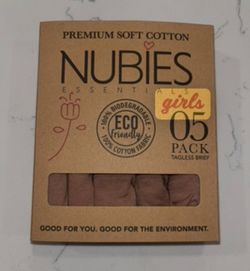 PREMIUM SOFT COTTON
NUBIES
ESSENTIALS
girls
100% BIODEGRADABLE
ECO
friendly
100% COTTON FABRIC
05
PACK
TAGLESS BRIEF
GOOD FOR YOU. GOOD FOR THE ENVIRONMENT.